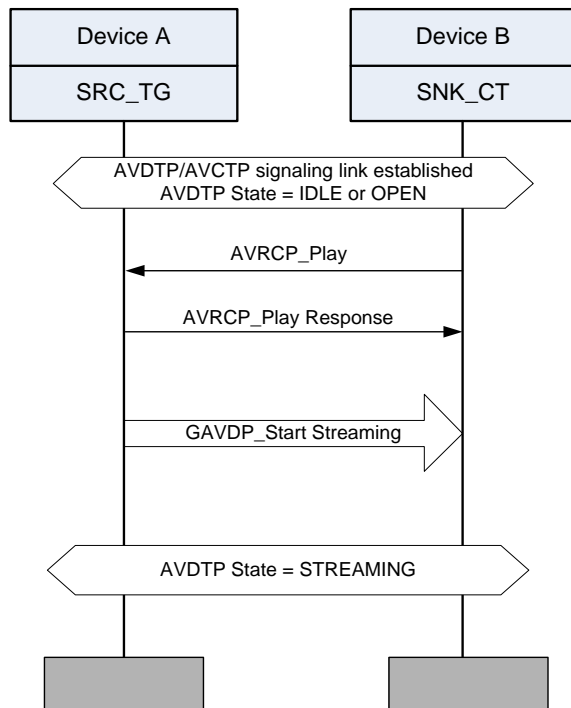 Device A
Device B
SRC_TG
SNK_CT
AVDTP/AVCTP signaling link established
AVDTP State = IDLE or OPEN
AVRCP_Play
AVRCP_Play Response
GAVDP_Start Streaming
AVDTP State = STREAMING